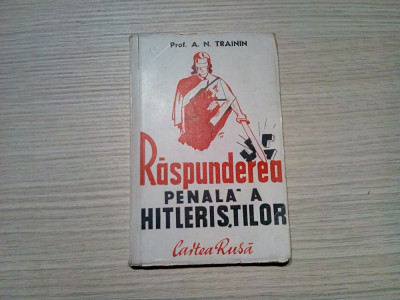 Prof. A. N. TRAININ
Răspunderea
PENALĂ A
HITLERIȘTILOR
Cartea Rusă